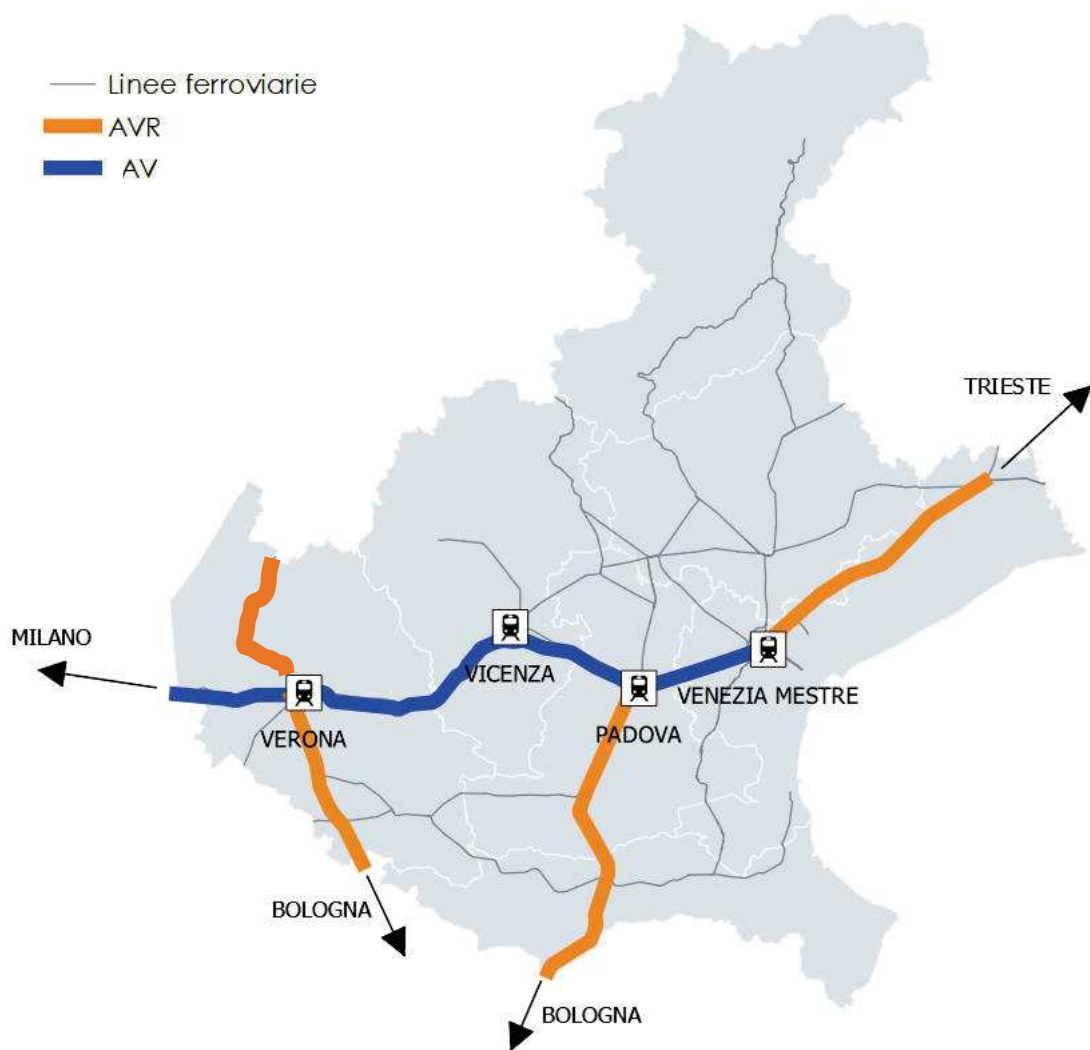 Linee ferroviarie
AVR
AV
TRIESTE
MILANO
VICENZA
VENEZIA MESTRE
VERONA
PADOVA
BOLOGNA
BOLOGNA